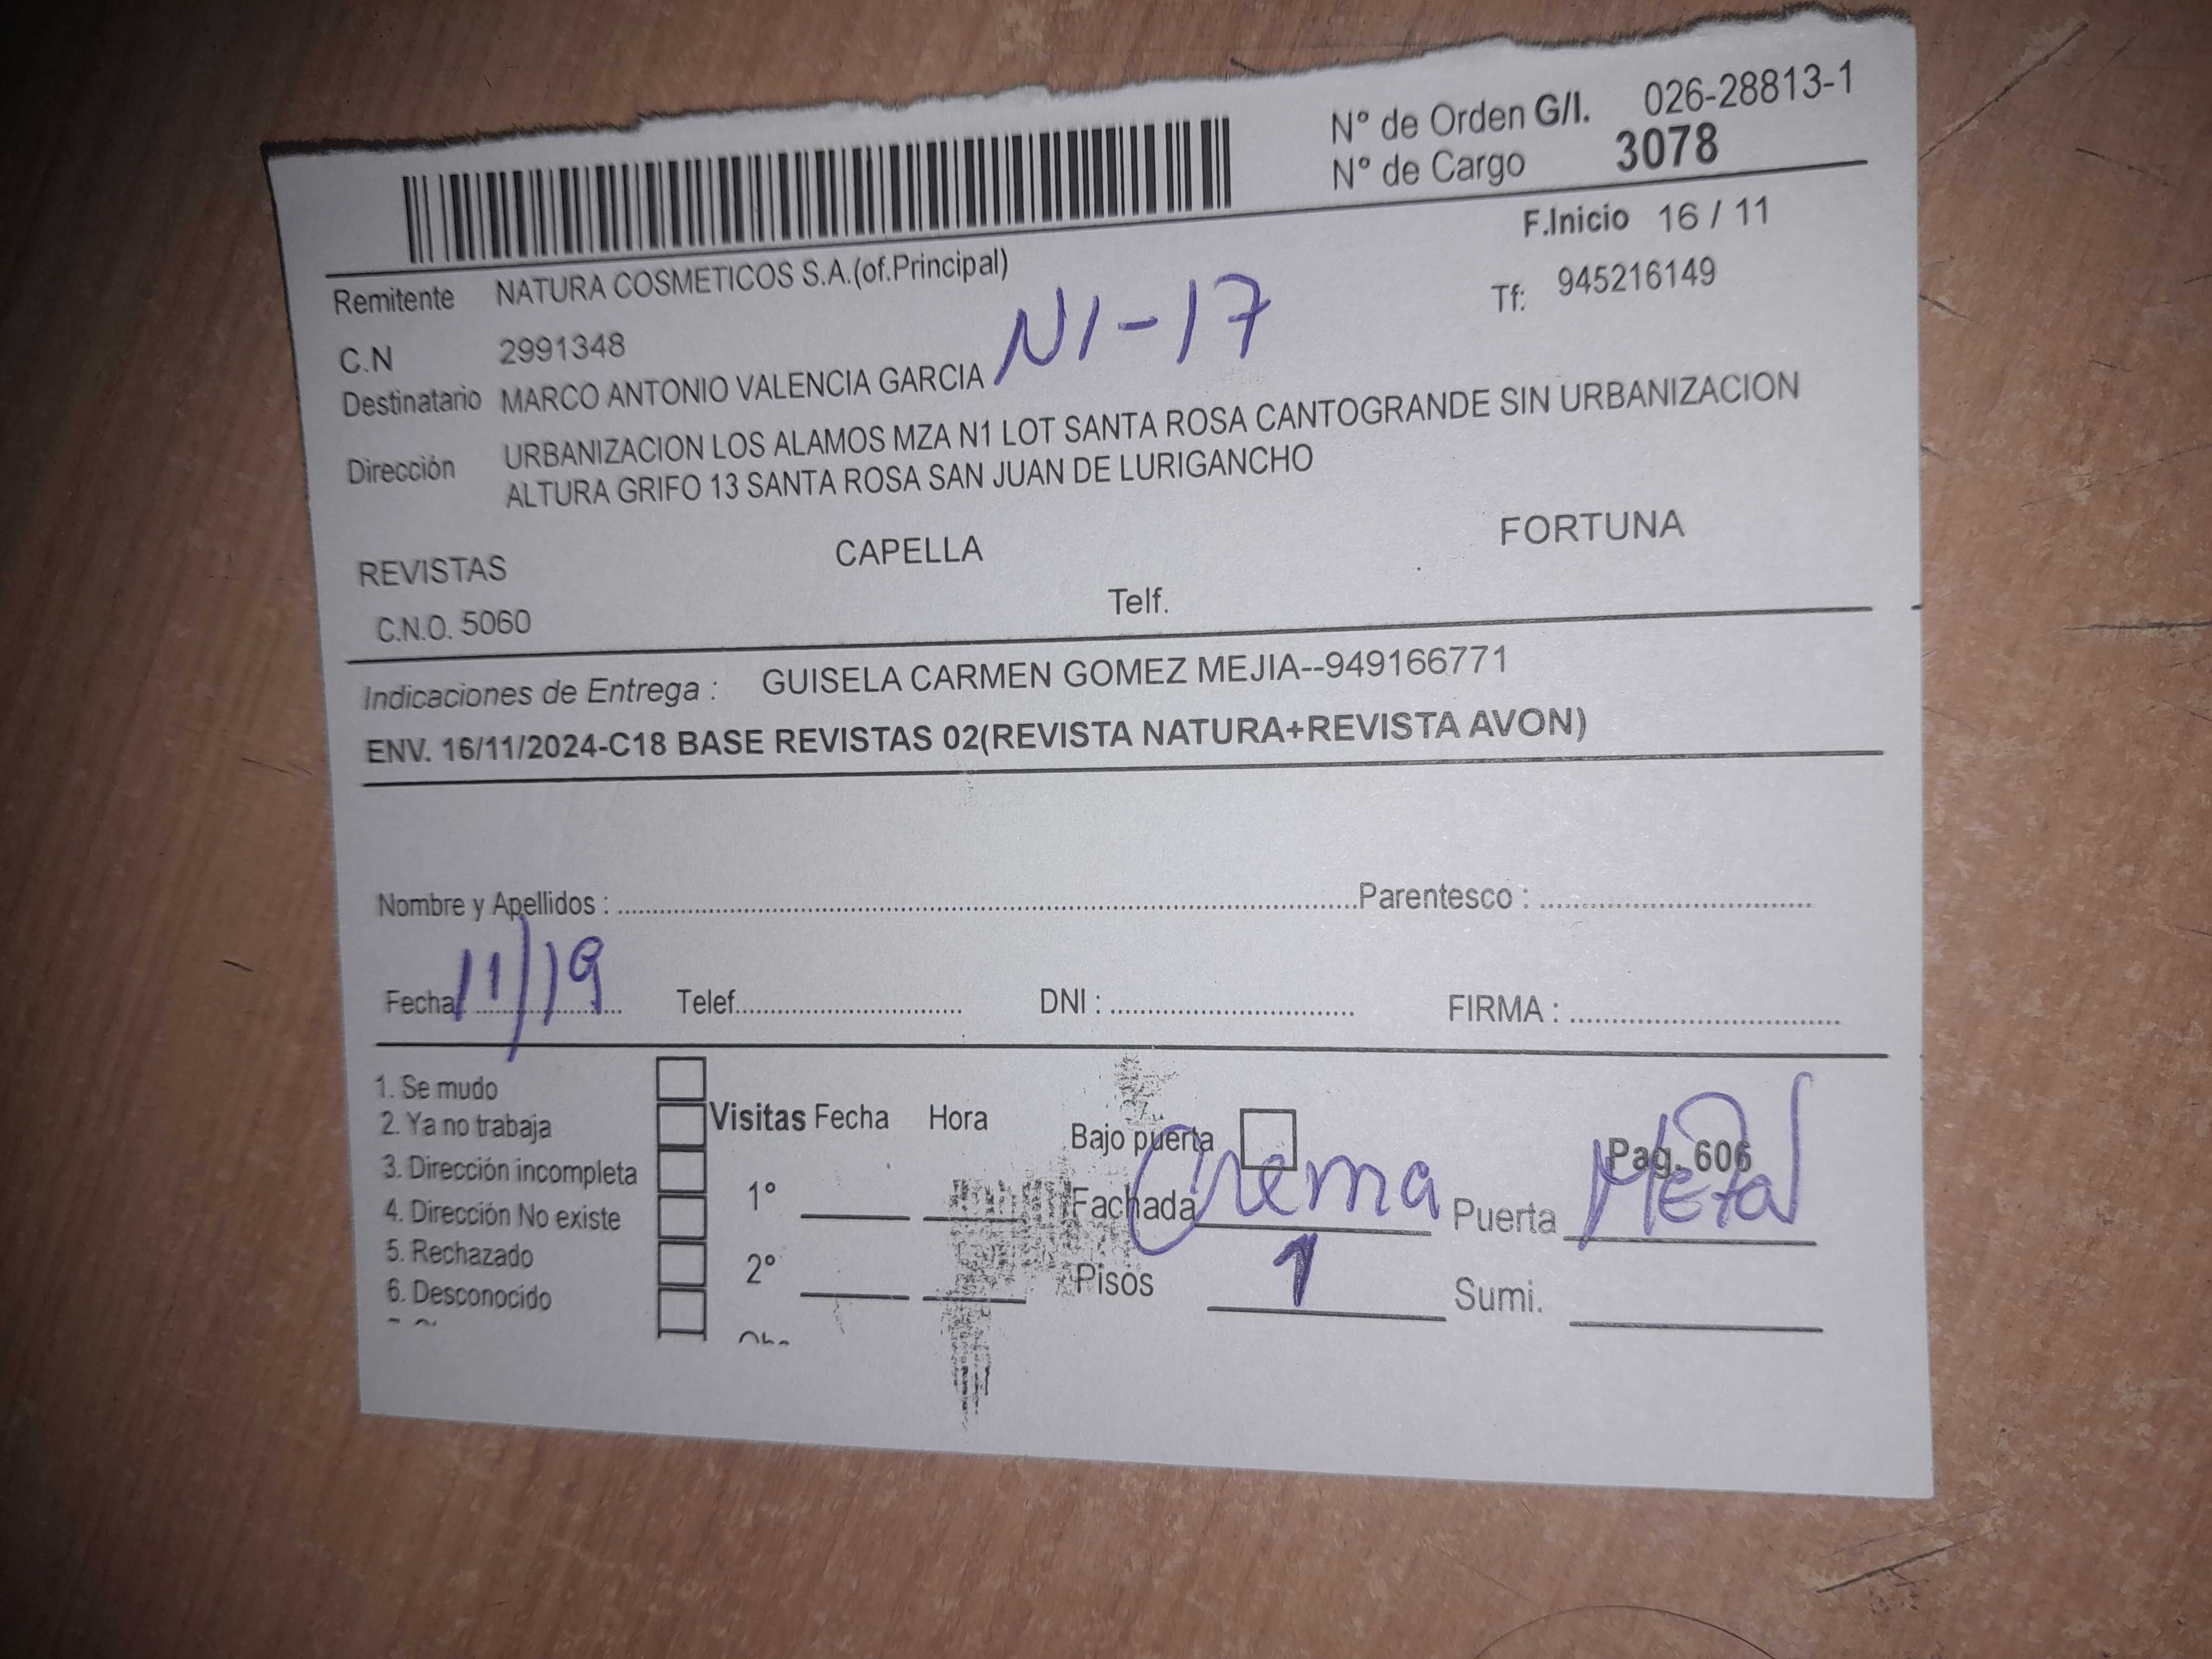 N° de Orden G/I. 026-28813-1
N° de Cargo 3078
F.Inicio 16 / 11
Remitente NATURA COSMETICOS S.A.(of.Principal)
Tf: 945216149
C.N 2991348
N1-17
Destinatario MARCO ANTONIO VALENCIA GARCIA
Dirección URBANIZACION LOS ALAMOS MZA N1 LOT SANTA ROSA CANTOGRANDE SIN URBANIZACION
ALTURA GRIFO 13 SANTA ROSA SAN JUAN DE LURIGANCHO
REVISTAS CAPELLA FORTUNA
C.N.O. 5060 Telf.
Indicaciones de Entrega : GUISELA CARMEN GOMEZ MEJIA--949166771
ENV. 16/11/2024-C18 BASE REVISTAS 02(REVISTA NATURA+REVISTA AVON)
Nombre y Apellidos : Parentesco :
Fecha 11/19 Telef. DNI : FIRMA :
1. Se mudo
2. Ya no trabaja
3. Dirección incompleta
4. Dirección No existe
5. Rechazado
6. Desconocido
Visitas Fecha Hora
1°
2°
Bajo puerta Pag. 606
Fachada Crema Puerta Metal
Pisos 1 Sumi.